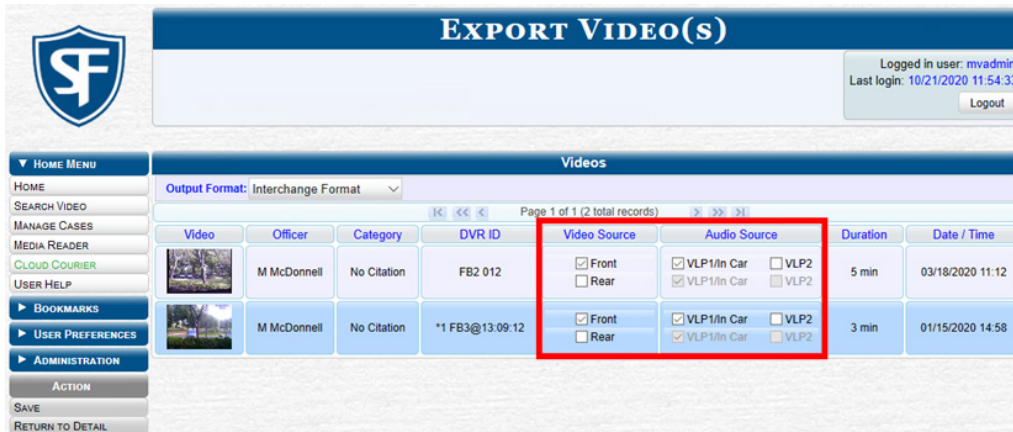 EXPORT VIDEO(S)
SF
Logged in user: mvadmin
Last login: 10/21/2020 11:54:33
Logout
▼ HOME MENU
HOME
SEARCH VIDEO
MANAGE CASES
MEDIA READER
CLOUD COURIER
USER HELP
▶ BOOKMARKS
▶ USER PREFERENCES
▶ ADMINISTRATION
ACTION
SAVE
RETURN TO DETAIL
Videos
Output Format: Interchange Format
Page 1 of 1 (2 total records)
Video Officer Category DVR ID Video Source Audio Source Duration Date / Time
M McDonnell No Citation FB2 012 Front VLP1/In Car VLP2 5 min 03/18/2020 11:12
Rear VLP1/In Car VLP2
M McDonnell No Citation *1 FB3@13:09:12 Front VLP1/In Car VLP2 3 min 01/15/2020 14:58
Rear VLP1/In Car VLP2